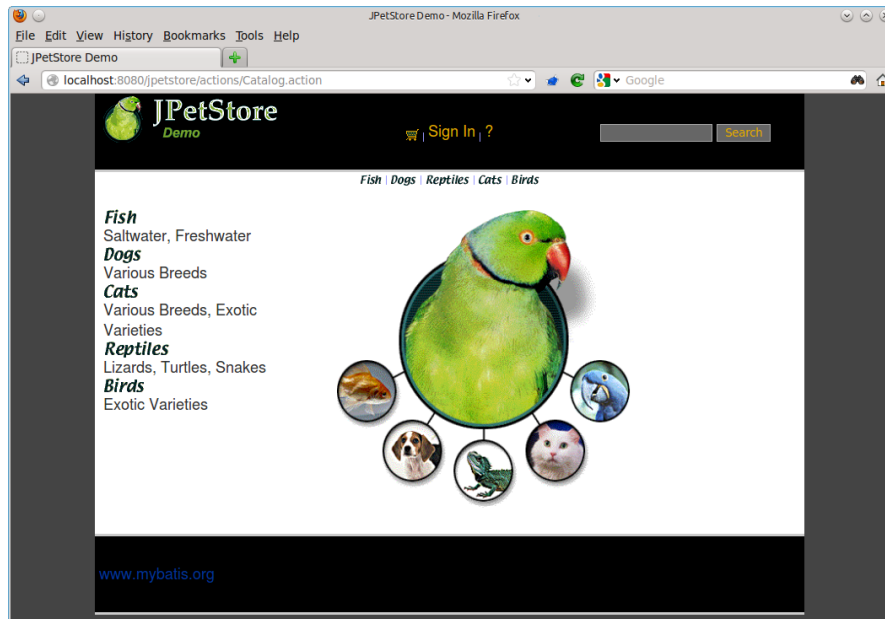 JPetStore Demo - Mozilla Firefox
File Edit View History Bookmarks Tools Help
JPetStore Demo
localhost:8080/jpetstore/actions/Catalog.action
Google
JPetStore
Demo
| Sign In | ?
Search
Fish | Dogs | Reptiles | Cats | Birds
Fish
Saltwater, Freshwater
Dogs
Various Breeds
Cats
Various Breeds, Exotic
Varieties
Reptiles
Lizards, Turtles, Snakes
Birds
Exotic Varieties
www.mybatis.org